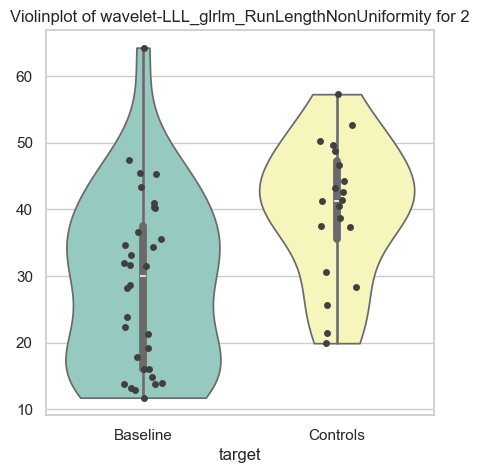 Violinplot of wavelet-LLL_glrlm_RunLengthNonUniformity for 2
60
50
40
30
20
10
Baseline Controls
target